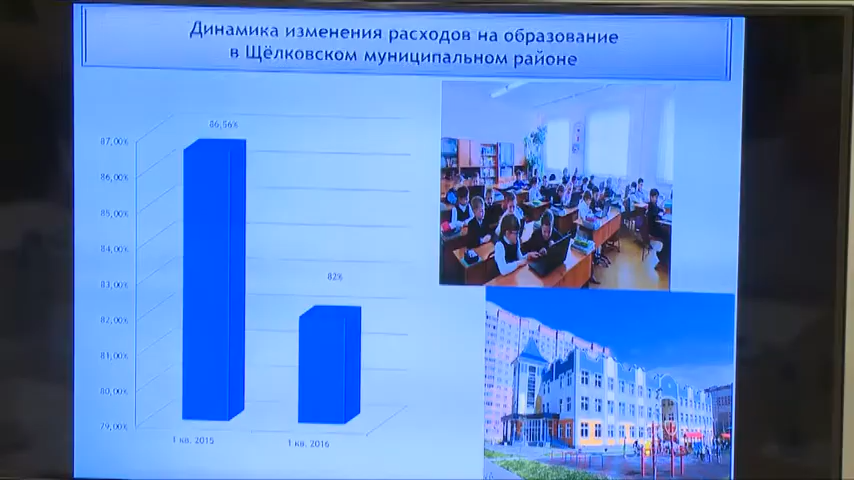 Динамика изменения расходов на образование
в Щёлковском муниципальном районе
86,56%
87,00%
86,00%
85,00%
84,00%
83,00%
82%
82,00%
81,00%
80,00%
79,00%
1 кв. 2015
1 кв. 2016